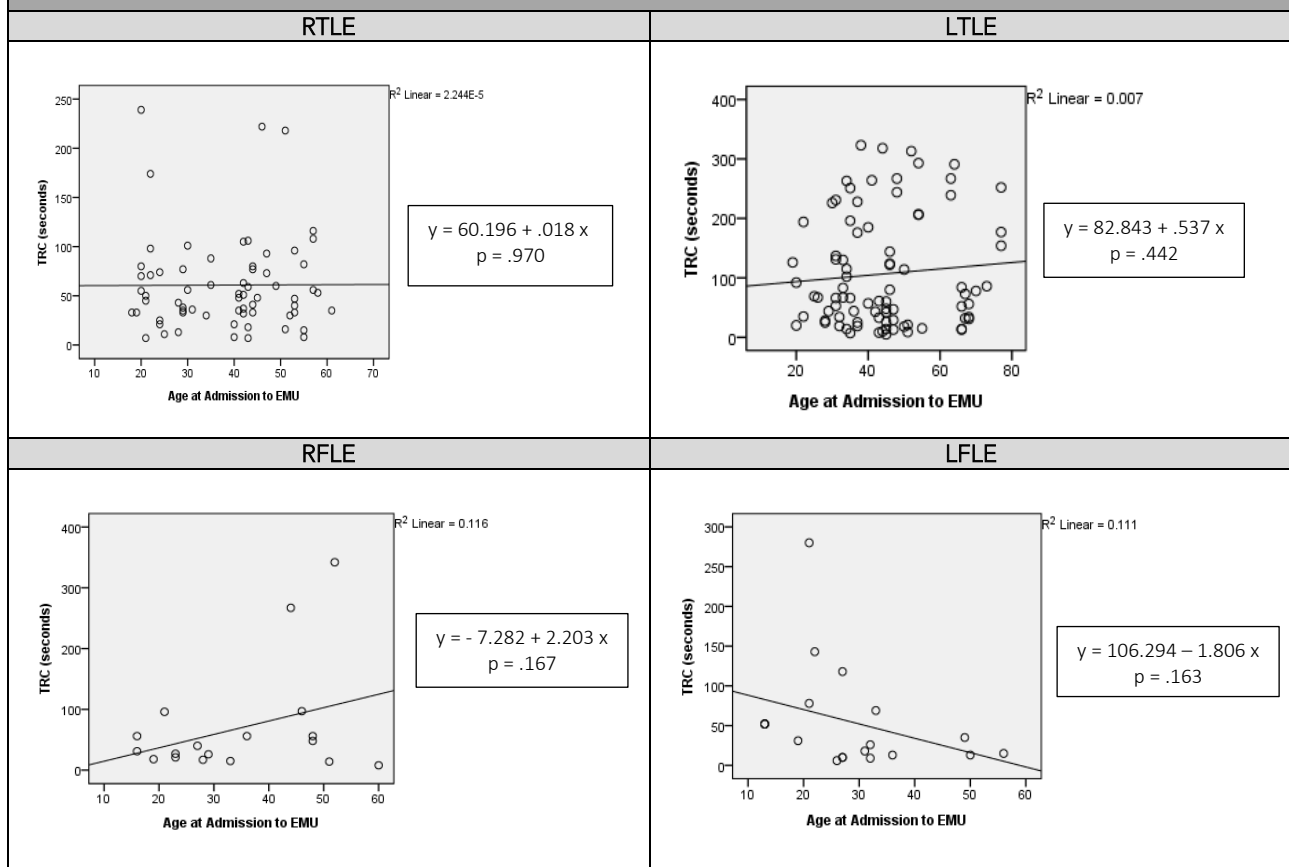 RTLE
LTLE
R² Linear = 2.244E-5
250
200
150
100
50
0
TRC (seconds)
10 20 30 40 50 60 70
Age at Admission to EMU
y = 60.196 + .018 x
p = .970
R² Linear = 0.007
400
300
200
100
0
TRC (seconds)
20 40 60 80
Age at Admission to EMU
y = 82.843 + .537 x
p = .442
RFLE
LFLE
R² Linear = 0.116
400
300
200
100
0
TRC (seconds)
10 20 30 40 50 60
Age at Admission to EMU
y = - 7.282 + 2.203 x
p = .167
R² Linear = 0.111
300
250
200
150
100
50
0
TRC (seconds)
10 20 30 40 50 60
Age at Admission to EMU
y = 106.294 – 1.806 x
p = .163